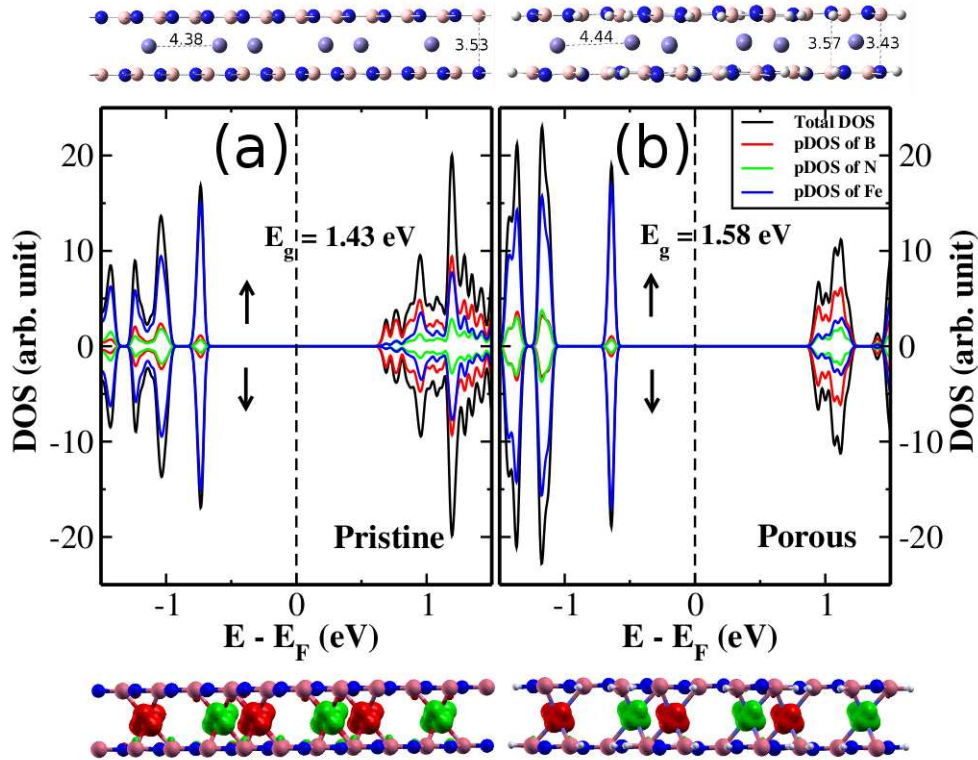 4.38
3.53
4.44
3.57
3.43
(a)
E_g = 1.43 eV
Pristine
(b)
Total DOS
pDOS of B
pDOS of N
pDOS of Fe
E_g = 1.58 eV
Porous
DOS (arb. unit)
20
10
0
-10
-20
-1
0
1
E - E_F (eV)
-1
0
1
E - E_F (eV)
20
10
0
-10
-20
DOS (arb. unit)